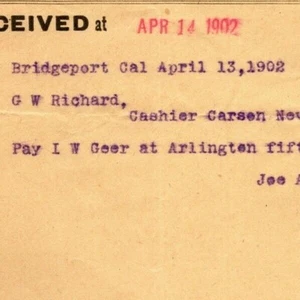 CEIVED at APR 14 1902
Bridgeport Cal April 13,1902
G W Richard,
Cashier Carson Nev
Pay I W Geer at Arlington fift
Joe A